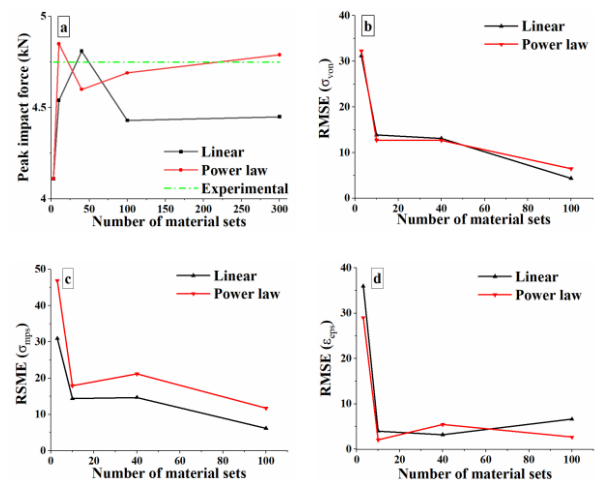 a
Peak impact force (kN)
5
4.5
4
Linear
Power law
Experimental
0 50 100 150 200 250 300
Number of material sets
b
RMSE (σvon)
40
30
20
10
0
Linear
Power law
0 20 40 60 80 100
Number of material sets
c
RSME (σmps)
50
40
30
20
10
0
Linear
Power law
0 20 40 60 80 100
Number of material sets
d
RMSE (εeps)
40
30
20
10
0
Linear
Power law
0 20 40 60 80 100
Number of material sets